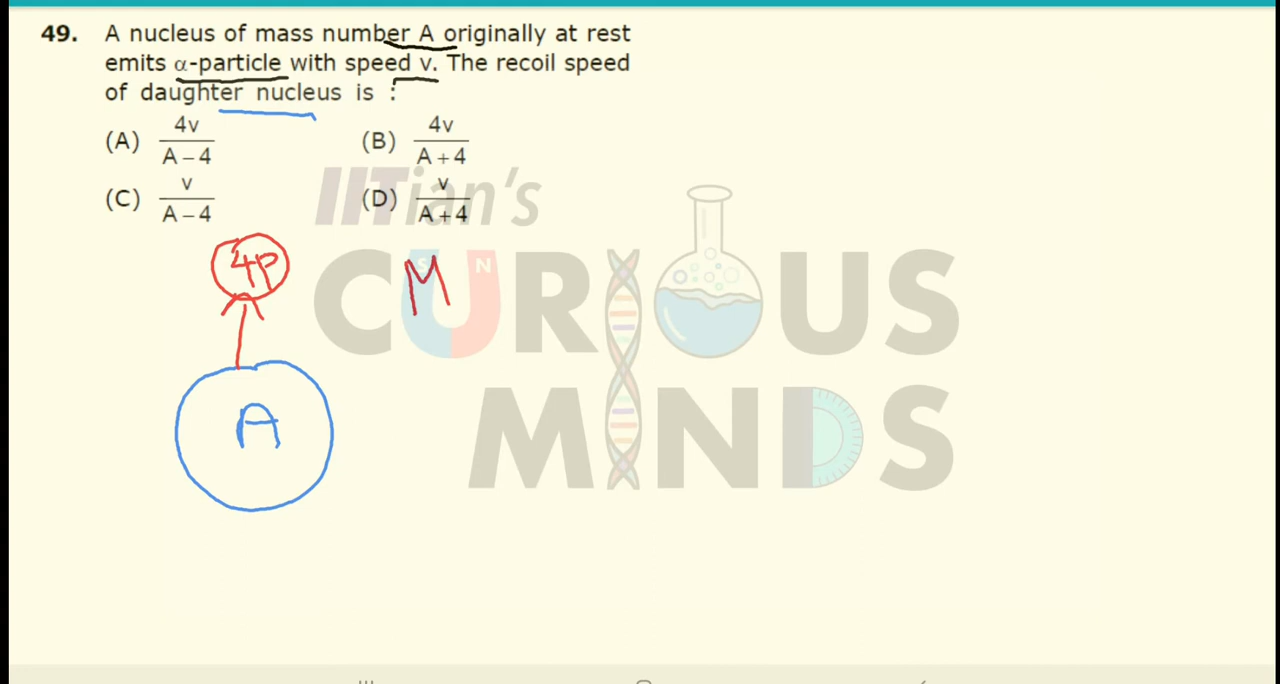 49. A nucleus of mass number A originally at rest
emits α-particle with speed v. The recoil speed
of daughter nucleus is :
(A) 4v / A – 4 (B) 4v / A + 4
(C) v / A – 4 (D) v / A + 4
IITian's
CURIOUS
S N
MINDS
4P
M
A